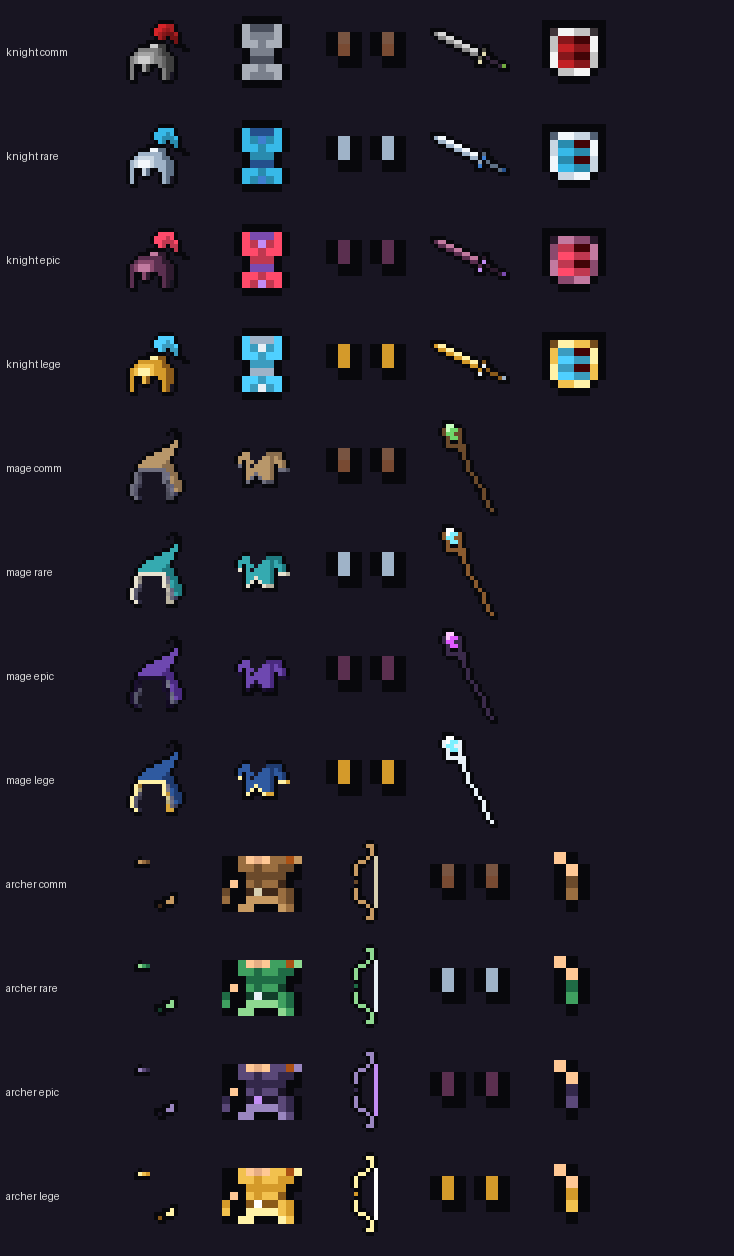 knight comm
knight rare
knight epic
knight lege
mage comm
mage rare
mage epic
mage lege
archer comm
archer rare
archer epic
archer lege